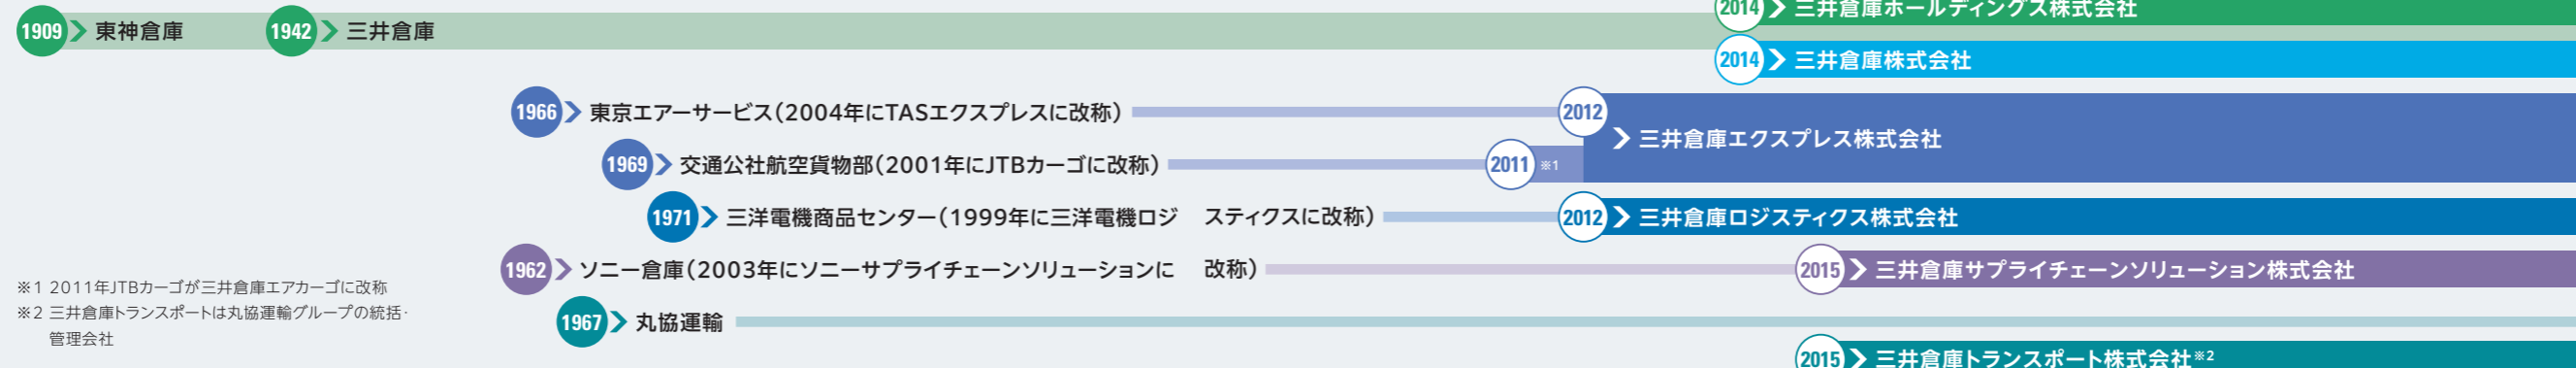 2014 三井倉庫ホールディングス株式会社
1909 東神倉庫 1942 三井倉庫
2014 三井倉庫株式会社
1966 東京エアーサービス（2004年にTASエクスプレスに改称） 2012
三井倉庫エクスプレス株式会社
1969 交通公社航空貨物部（2001年にJTBカーゴに改称） 2011 ※1
1971 三洋電機商品センター（1999年に三洋電機ロジ スティクスに改称） 2012 三井倉庫ロジスティクス株式会社
1962 ソニー倉庫（2003年にソニーサプライチェーンソリューションに 改称） 2015 三井倉庫サプライチェーンソリューション株式会社
1967 丸協運輸
2015 三井倉庫トランスポート株式会社※2
※1 2011年JTBカーゴが三井倉庫エアカーゴに改称
※2 三井倉庫トランスポートは丸協運輸グループの統括・
管理会社